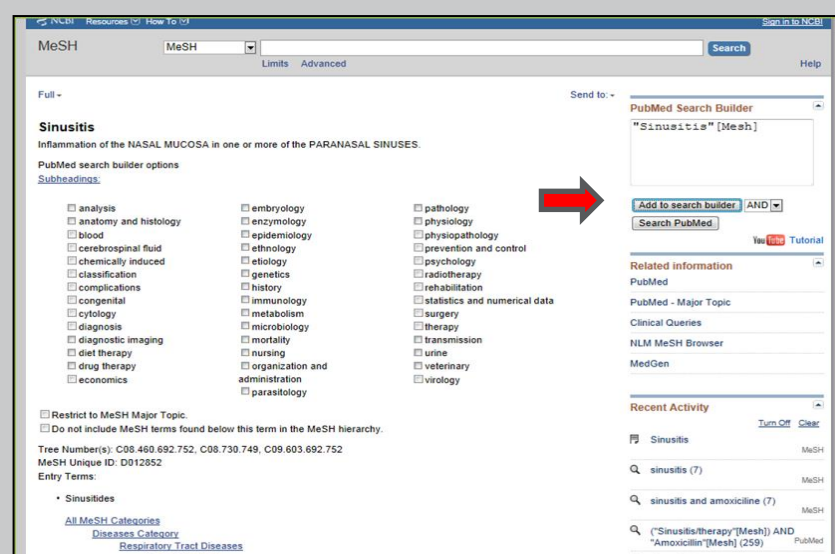 NCBI Resources How To Sign in to NCBI
MeSH MeSH Search
Limits Advanced Help
Full Send to:
Sinusitis
Inflammation of the NASAL MUCOSA in one or more of the PARANASAL SINUSES.
PubMed search builder options
Subheadings:
analysis
anatomy and histology
blood
cerebrospinal fluid
chemically induced
classification
complications
congenital
cytology
diagnosis
diagnostic imaging
diet therapy
drug therapy
economics
embryology
enzymology
epidemiology
ethnology
etiology
genetics
history
immunology
metabolism
microbiology
mortality
nursing
organization and
administration
parasitology
pathology
physiology
physiopathology
prevention and control
psychology
radiotherapy
rehabilitation
statistics and numerical data
surgery
therapy
transmission
urine
veterinary
virology
Restrict to MeSH Major Topic.
Do not include MeSH terms found below this term in the MeSH hierarchy.
Tree Number(s): C08.460.692.752, C08.730.749, C09.603.692.752
MeSH Unique ID: D012852
Entry Terms:
• Sinusitides
All MeSH Categories
Diseases Category
Respiratory Tract Diseases
PubMed Search Builder
"Sinusitis"[Mesh]
Add to search builder AND
Search PubMed
YouTube Tutorial
Related information
PubMed
PubMed - Major Topic
Clinical Queries
NLM MeSH Browser
MedGen
Recent Activity
Turn Off Clear
Sinusitis
MeSH
sinusitis (7)
MeSH
sinusitis and amoxiciline (7)
MeSH
("Sinusitis/therapy"[Mesh]) AND
"Amoxicillin"[Mesh] (259) PubMed